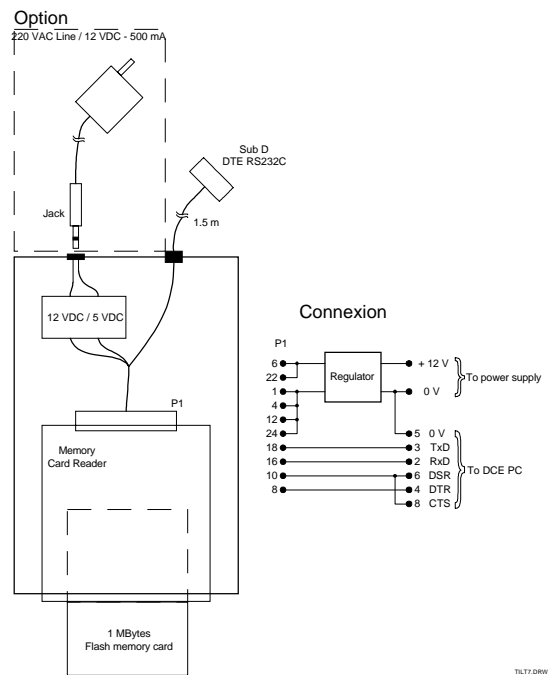 Option
220 VAC Line / 12 VDC - 500 mA
Sub D
DTE RS232C
Jack
1.5 m
12 VDC / 5 VDC
P1
Memory
Card Reader
1 MBytes
Flash memory card
Connexion
P1
6 Regulator + 12 V
22 To power supply
1 0 V
4
12
24 5 0 V
18 3 TxD
16 2 RxD To DCE PC
10 6 DSR
8 4 DTR
8 CTS
TILT7.DRW